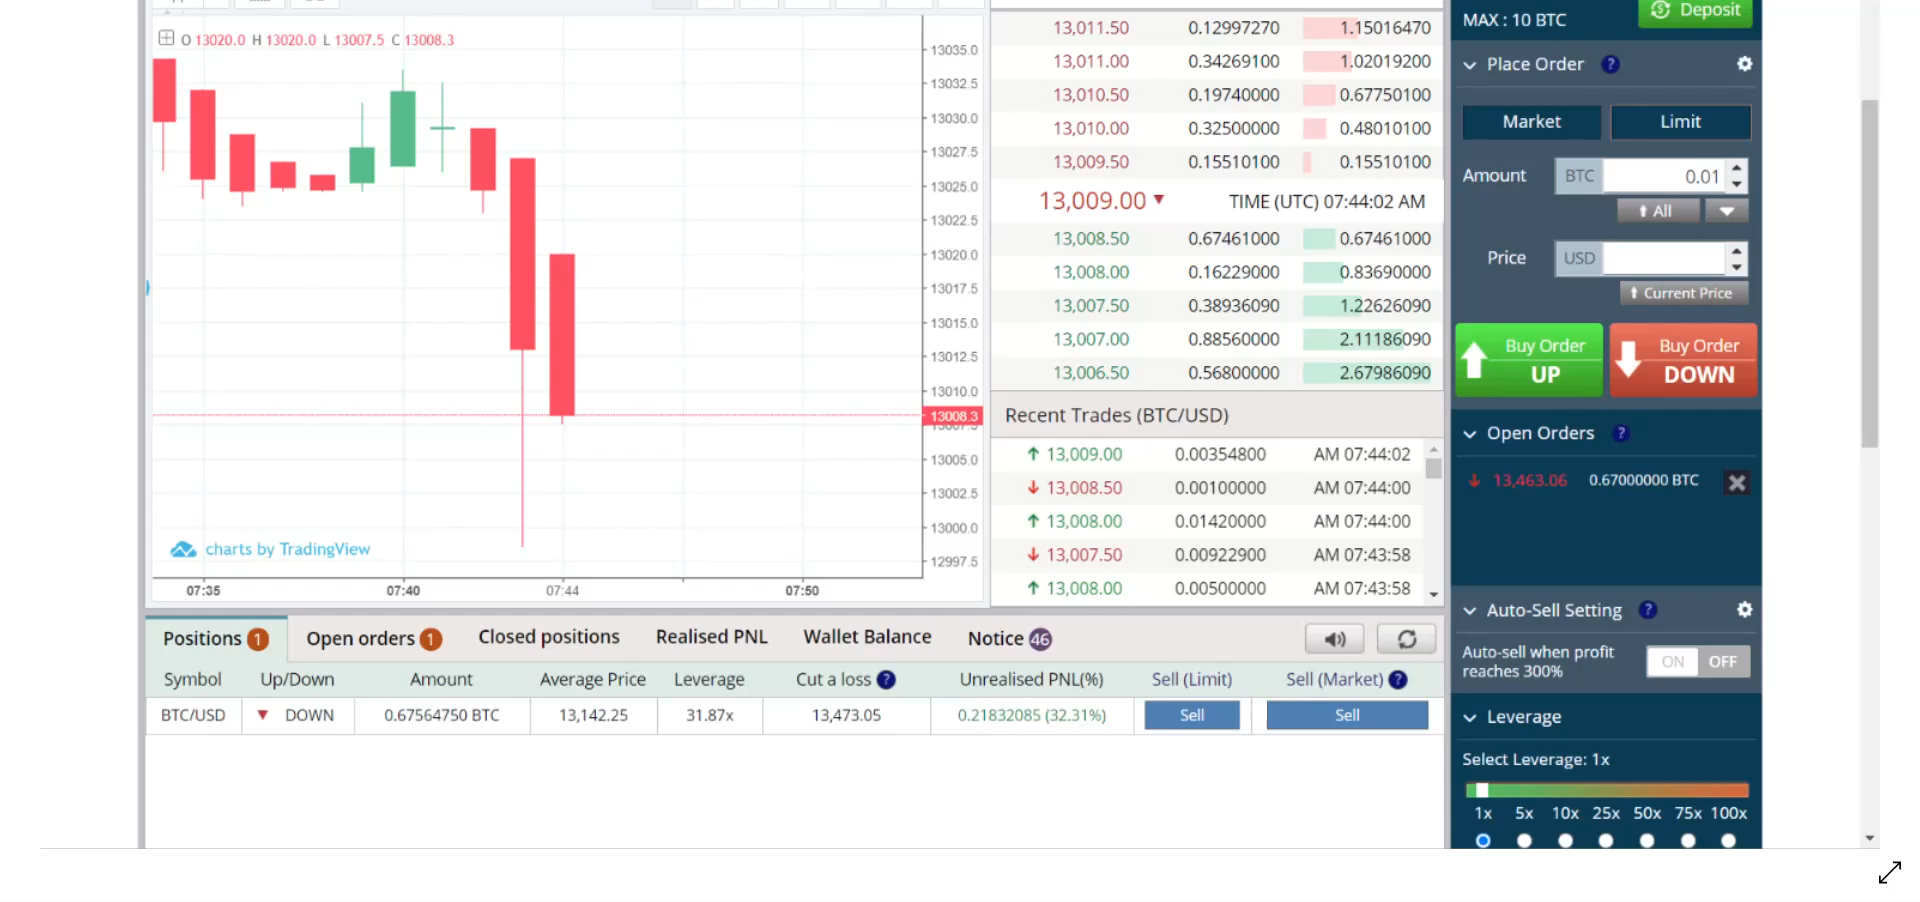 O 13020.0 H 13020.0 L 13007.5 C 13008.3
13035.0
13032.5
13030.0
13027.5
13025.0
13022.5
13020.0
13017.5
13015.0
13012.5
13010.0
13008.3
13007.5
13005.0
13002.5
13000.0
12997.5
charts by TradingView
07:35 07:40 07:44 07:50
13,011.50 0.12997270 1.15016470
13,011.00 0.34269100 1.02019200
13,010.50 0.19740000 0.67750100
13,010.00 0.32500000 0.48010100
13,009.50 0.15510100 0.15510100
13,009.00 ▼ TIME (UTC) 07:44:02 AM
13,008.50 0.67461000 0.67461000
13,008.00 0.16229000 0.83690000
13,007.50 0.38936090 1.22626090
13,007.00 0.88560000 2.11186090
13,006.50 0.56800000 2.67986090
Recent Trades (BTC/USD)
↑ 13,009.00 0.00354800 AM 07:44:02
↓ 13,008.50 0.00100000 AM 07:44:00
↑ 13,008.00 0.01420000 AM 07:44:00
↓ 13,007.50 0.00922900 AM 07:43:58
↑ 13,008.00 0.00500000 AM 07:43:58
MAX : 10 BTC Deposit
Place Order ?
Market Limit
Amount BTC 0.01
All
Price USD
Current Price
Buy Order UP
Buy Order DOWN
Open Orders ?
↓ 13,463.06 0.67000000 BTC
Auto-Sell Setting ?
Auto-sell when profit
reaches 300% ON OFF
Leverage
Select Leverage: 1x
1x 5x 10x 25x 50x 75x 100x
Positions 1 Open orders 1 Closed positions Realised PNL Wallet Balance Notice 46
Symbol Up/Down Amount Average Price Leverage Cut a loss ? Unrealised PNL(%) Sell (Limit) Sell (Market) ?
BTC/USD ▼ DOWN 0.67564750 BTC 13,142.25 31.87x 13,473.05 0.21832085 (32.31%) Sell Sell